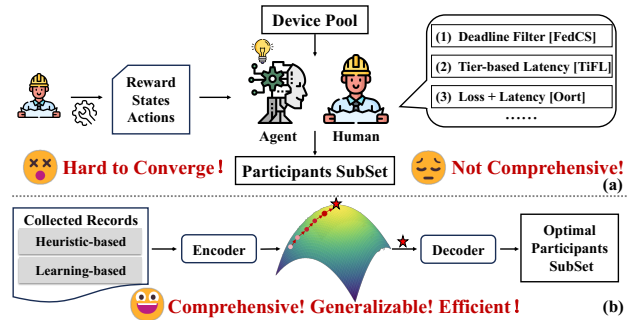 Device Pool
Reward
States
Actions
Agent
Human
(1) Deadline Filter [FedCS]
(2) Tier-based Latency [TiFL]
(3) Loss + Latency [Oort]
......
Hard to Converge!
Participants SubSet
Not Comprehensive!
(a)
Collected Records
Heuristic-based
Learning-based
Encoder
Decoder
Optimal
Participants
SubSet
Comprehensive! Generalizable! Efficient!
(b)